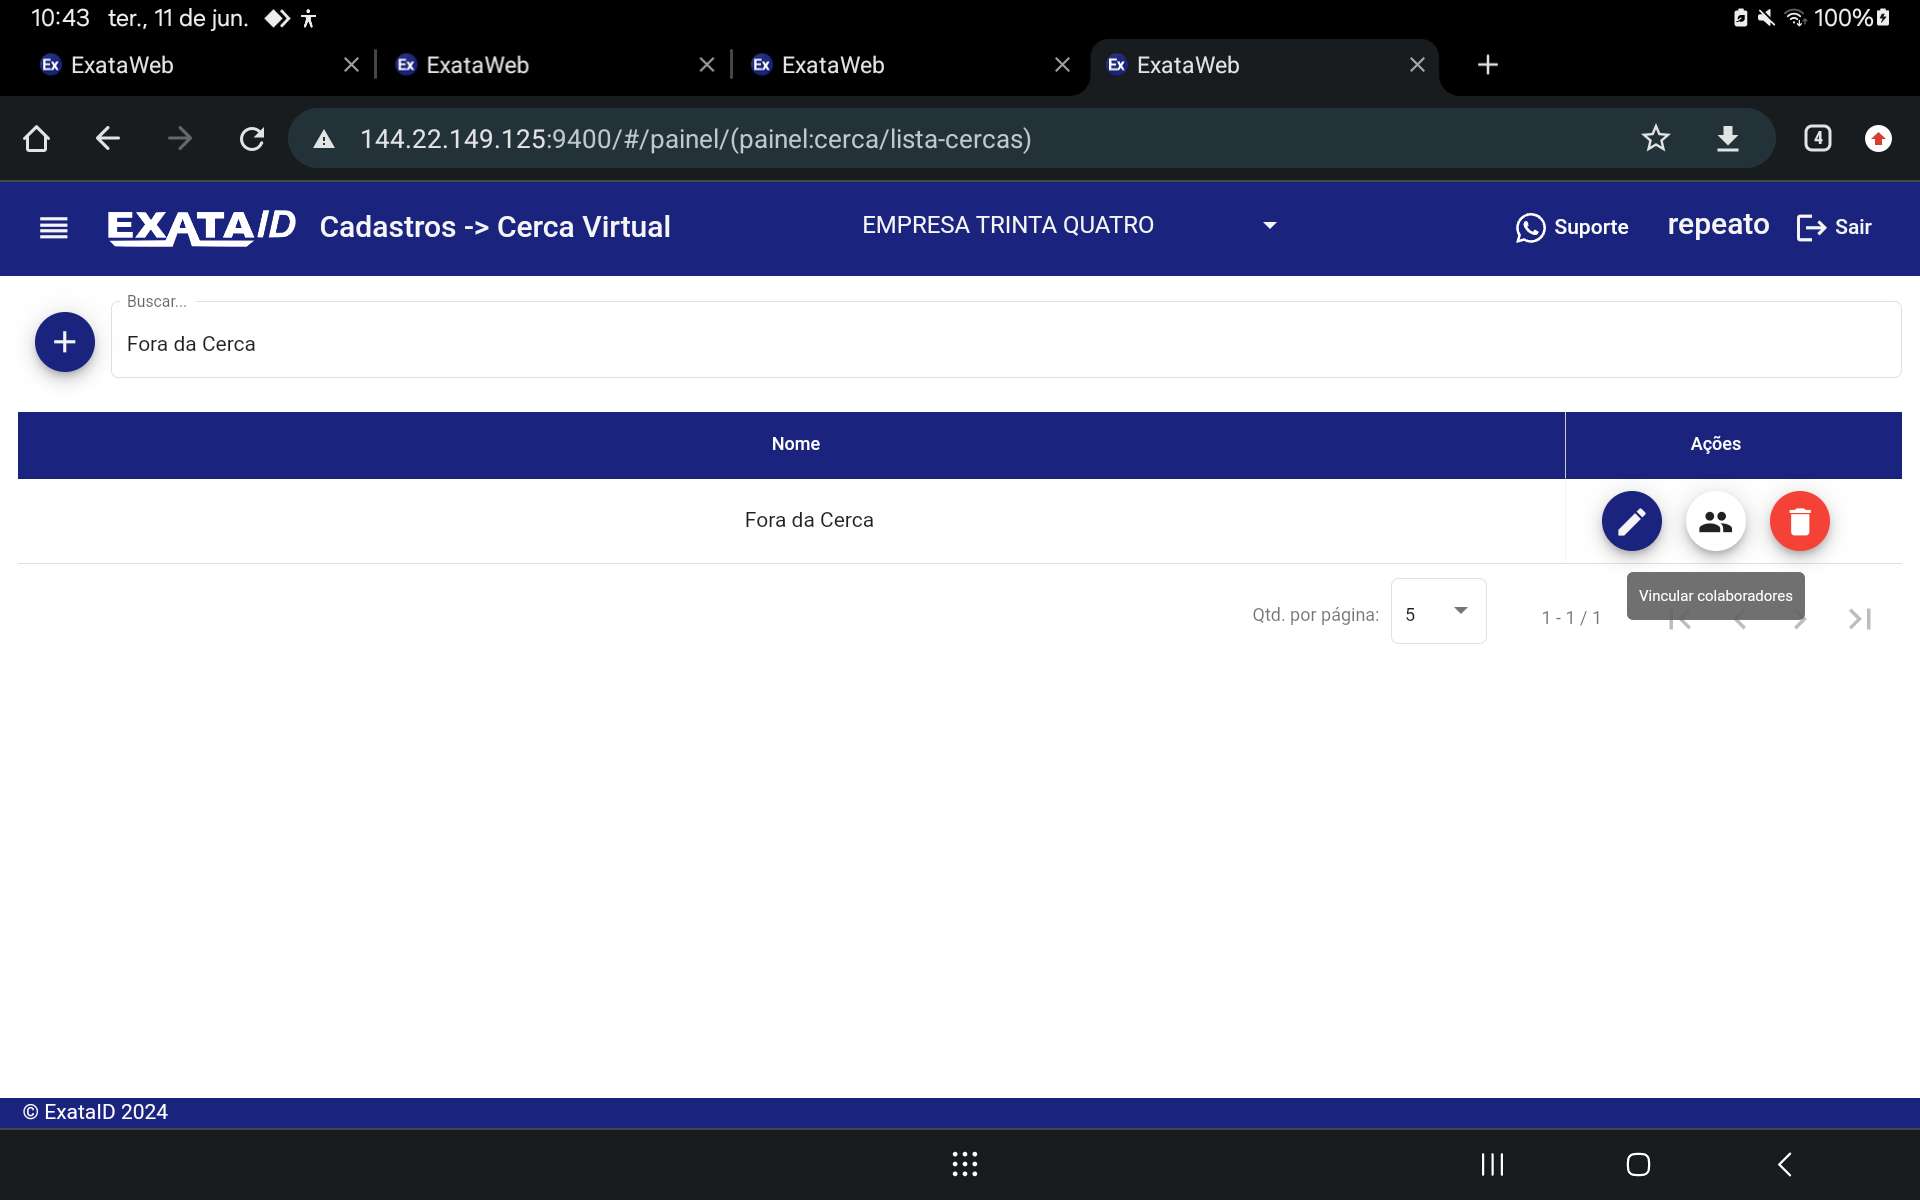 10:43 ter., 11 de jun. 100%
Ex ExataWeb Ex ExataWeb Ex ExataWeb Ex ExataWeb
144.22.149.125:9400/#/painel/(painel:cerca/lista-cercas) 4
EXATAID Cadastros -> Cerca Virtual EMPRESA TRINTA QUATRO Suporte repeato Sair
Buscar...
Fora da Cerca
Nome Ações
Fora da Cerca
Vincular colaboradores
Qtd. por página: 5 1 - 1 / 1
© ExataID 2024